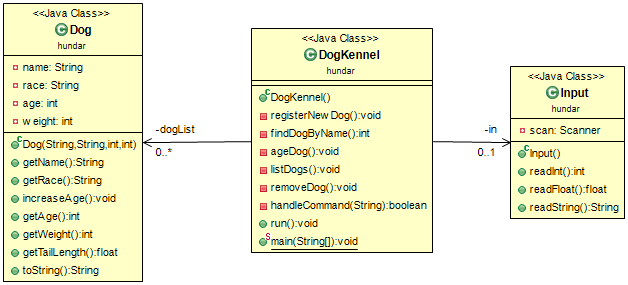 <<Java Class>>
Dog
hundar
name: String
race: String
age: int
weight: int
Dog(String,String,int,int)
getName():String
getRace():String
increaseAge():void
getAge():int
getWeight():int
getTailLength():float
toString():String
-dogList
0..*
<<Java Class>>
DogKennel
hundar
DogKennel()
registerNewDog():void
findDogByName():int
ageDog():void
listDogs():void
removeDog():void
handleCommand(String):boolean
run():void
main(String[]):void
-in
0..1
<<Java Class>>
Input
hundar
scan: Scanner
Input()
readInt():int
readFloat():float
readString():String